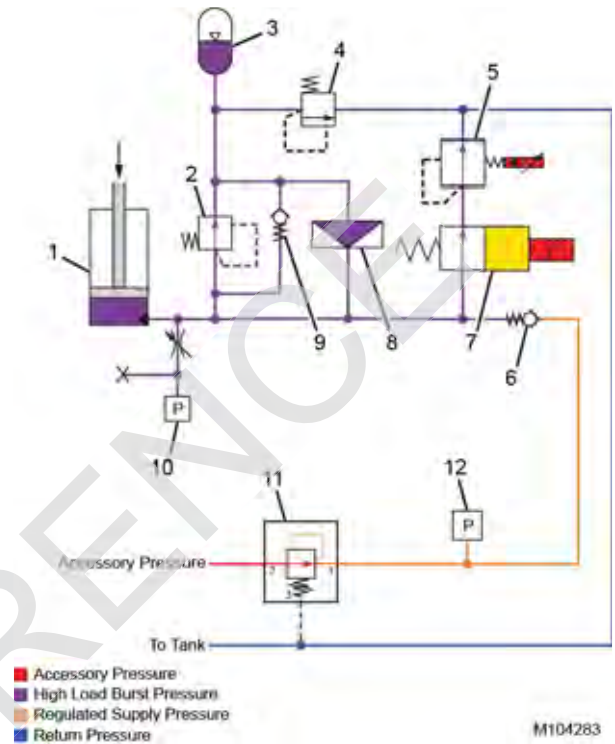 3
4
5
2
1
9
8
7
6
P
10
11
12
P
Accessory Pressure
2
1
3
To Tank
Accessory Pressure
High Load Burst Pressure
Regulated Supply Pressure
Return Pressure
M104283
RENCE